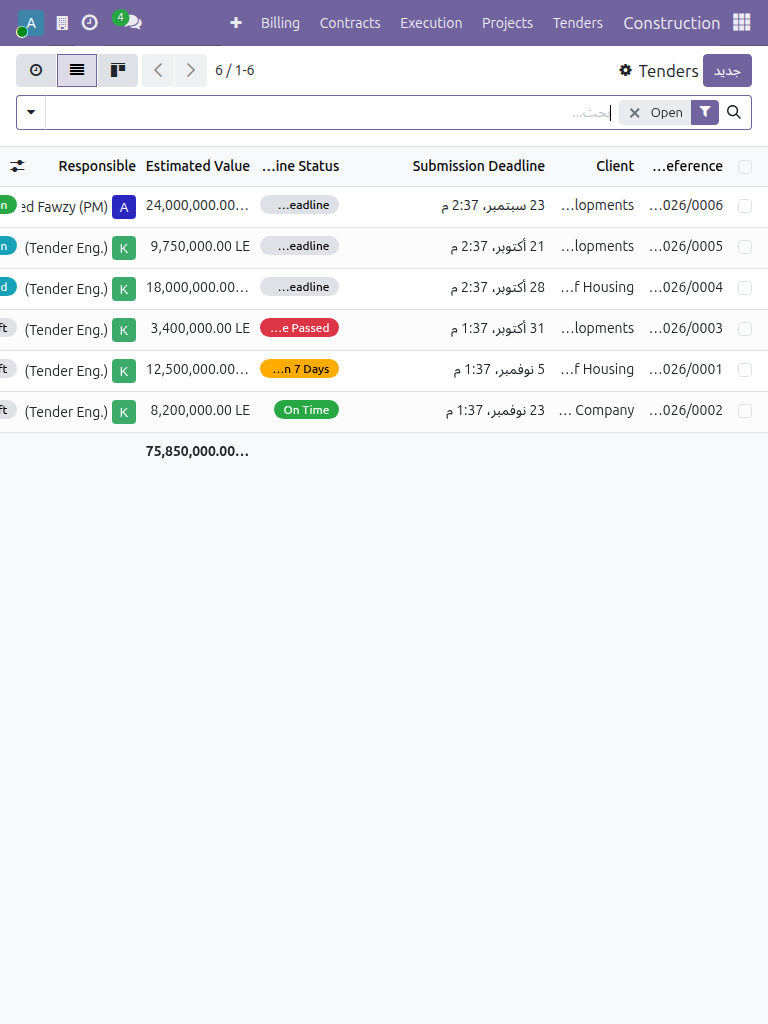 Construction Tenders Projects Execution Contracts Billing + 4 A
جديد Tenders 6 / 1-6
Open بحث...
...eference Client Submission Deadline ...ine Status Estimated Value Responsible
...026/0006 ...lopments 23 سبتمبر، 2:37 م ...eadline 24,000,000.00... A ed Fawzy (PM) n
...026/0005 ...lopments 21 أكتوبر، 2:37 م ...eadline 9,750,000.00 LE K (Tender Eng.) n
...026/0004 ...f Housing 28 أكتوبر، 2:37 م ...eadline 18,000,000.00... K (Tender Eng.) d
...026/0003 ...lopments 31 أكتوبر، 1:37 م ...e Passed 3,400,000.00 LE K (Tender Eng.) ft
...026/0001 ...f Housing 5 نوفمبر، 1:37 م ...n 7 Days 12,500,000.00... K (Tender Eng.) ft
...026/0002 ... Company 23 نوفمبر، 1:37 م On Time 8,200,000.00 LE K (Tender Eng.) ft
75,850,000.00...